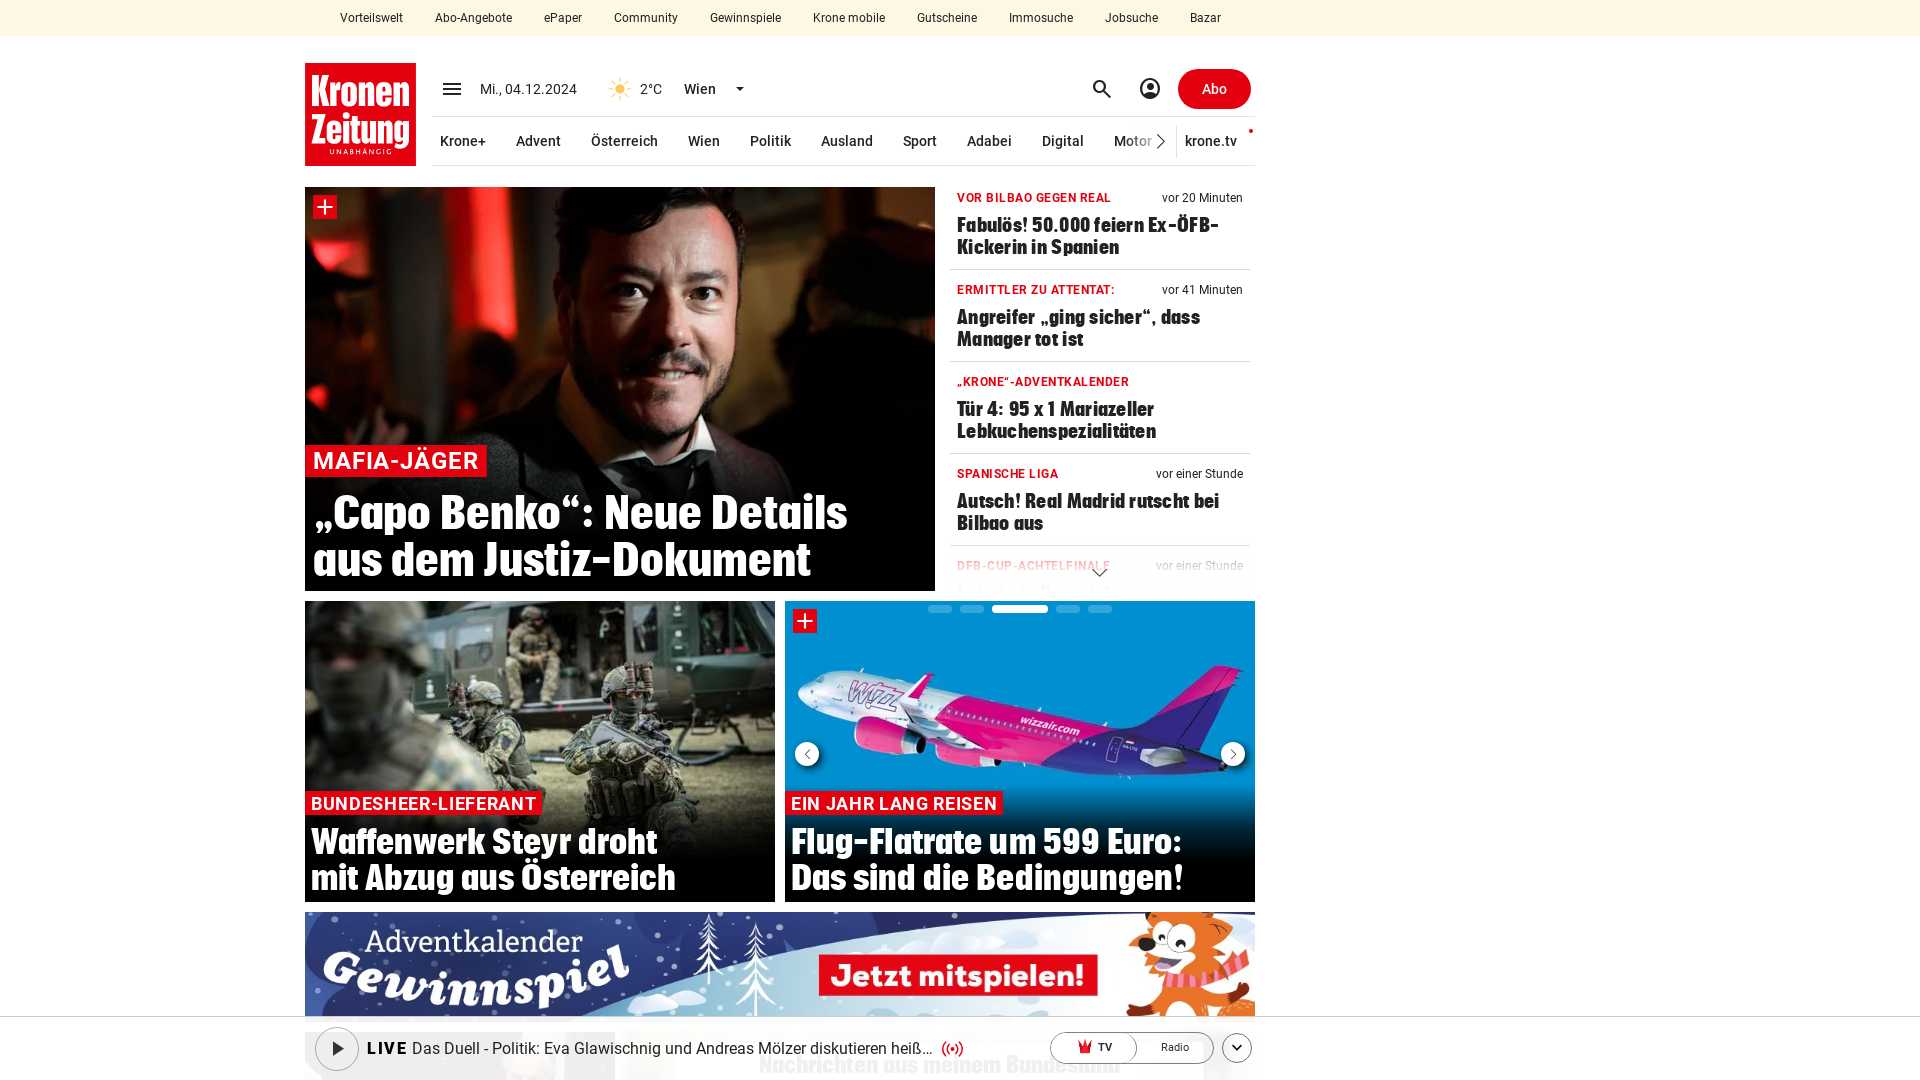 Vorteilswelt Abo-Angebote ePaper Community Gewinnspiele Krone mobile Gutscheine Immosuche Jobsuche Bazar
Kronen
Zeitung
UNABHÄNGIG
Mi., 04.12.2024 2°C Wien Abo
Krone+ Advent Österreich Wien Politik Ausland Sport Adabei Digital Motor krone.tv
MAFIA-JÄGER
„Capo Benko“: Neue Details
aus dem Justiz-Dokument
VOR BILBAO GEGEN REAL vor 20 Minuten
Fabulös! 50.000 feiern Ex-ÖFB-
Kickerin in Spanien
ERMITTLER ZU ATTENTAT: vor 41 Minuten
Angreifer „ging sicher“, dass
Manager tot ist
„KRONE“-ADVENTKALENDER
Tür 4: 95 x 1 Mariazeller
Lebkuchenspezialitäten
SPANISCHE LIGA vor einer Stunde
Autsch! Real Madrid rutscht bei
Bilbao aus
DFB-CUP-ACHTELFINALE vor einer Stunde
BUNDESHEER-LIEFERANT
Waffenwerk Steyr droht
mit Abzug aus Österreich
Wizz
wizzair.com
EIN JAHR LANG REISEN
Flug-Flatrate um 599 Euro:
Das sind die Bedingungen!
Adventkalender
Gewinnspiel
Jetzt mitspielen!
LIVE Das Duell - Politik: Eva Glawischnig und Andreas Mölzer diskutieren heiß... TV Radio
Nachrichten aus meinem Bundesland